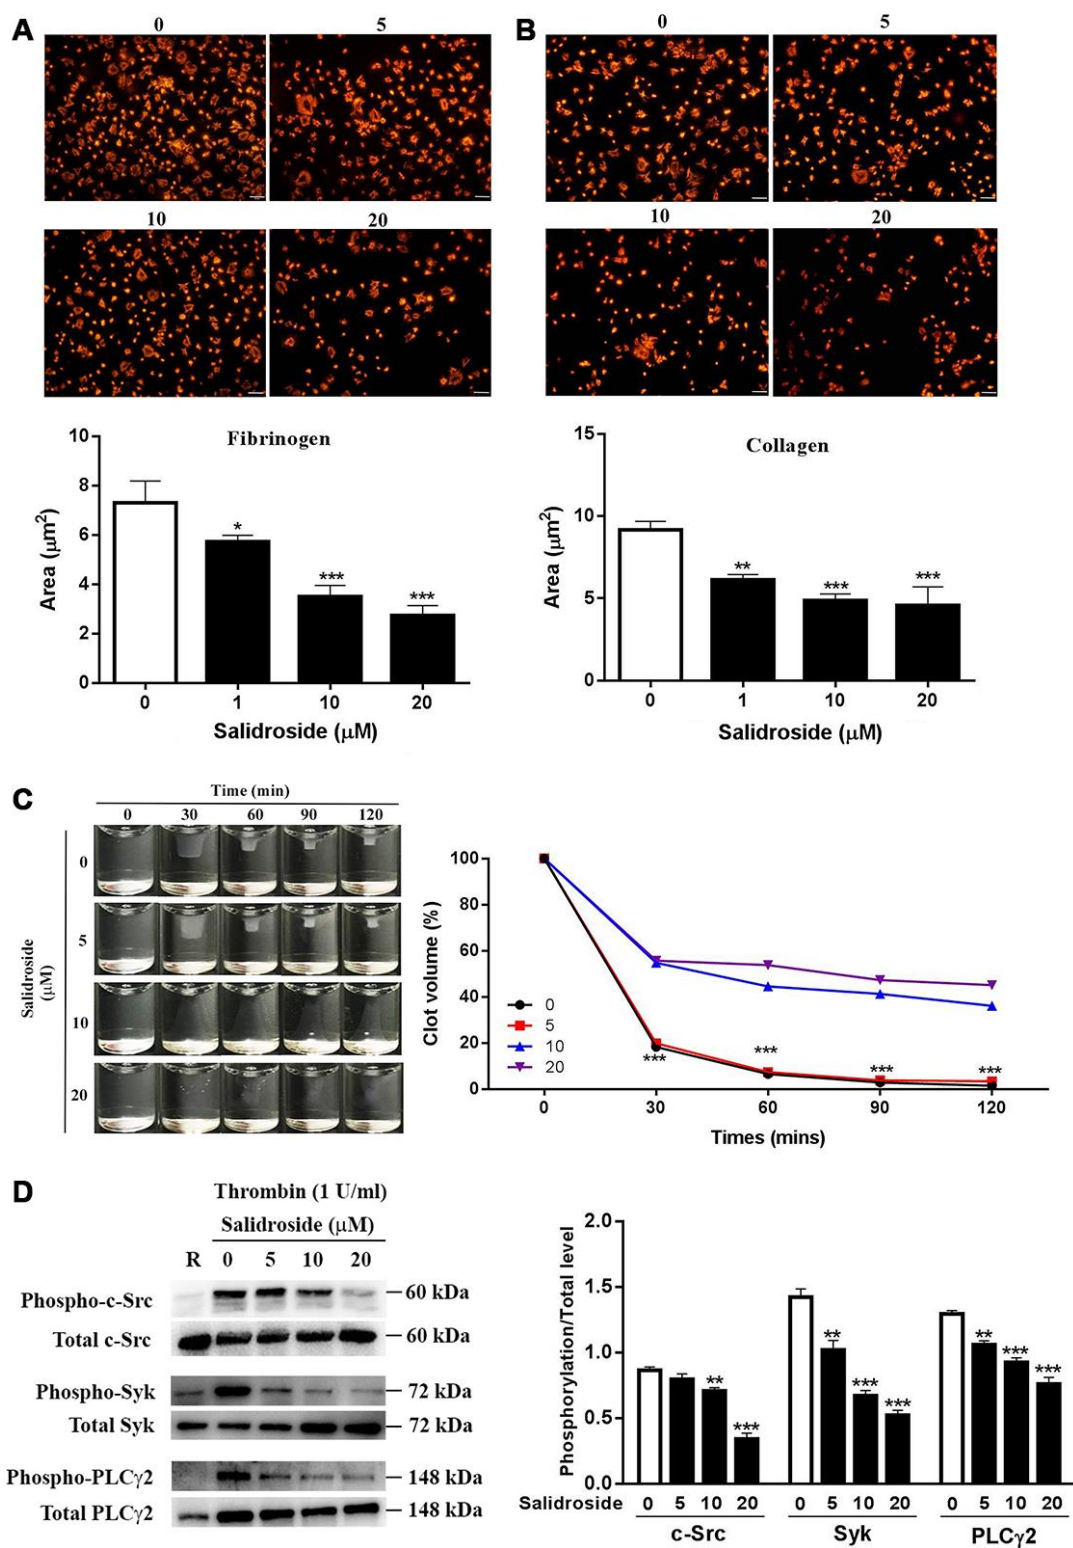 A
0
5
B
0
5
10
20
10
20
Fibrinogen
Area (μm²)
10
8
6
4
2
0
*
***
***
0 1 10 20
Salidroside (μM)
Collagen
Area (μm²)
15
10
5
0
**
***
***
0 1 10 20
Salidroside (μM)
C
Time (min)
0 30 60 90 120
Salidroside
(μM)
0
5
10
20
Clot volume (%)
100
80
60
40
20
0
0
5
10
20
*** *** *** ***
0 30 60 90 120
Times (mins)
D
Thrombin (1 U/ml)
Salidroside (μM)
R 0 5 10 20
Phospho-c-Src 60 kDa
Total c-Src 60 kDa
Phospho-Syk 72 kDa
Total Syk 72 kDa
Phospho-PLCγ2 148 kDa
Total PLCγ2 148 kDa
Phosphorylation/Total level
2.0
1.5
1.0
0.5
0.0
** ***
** *** ***
** *** ***
Salidroside 0 5 10 20 0 5 10 20 0 5 10 20
c-Src Syk PLCγ2